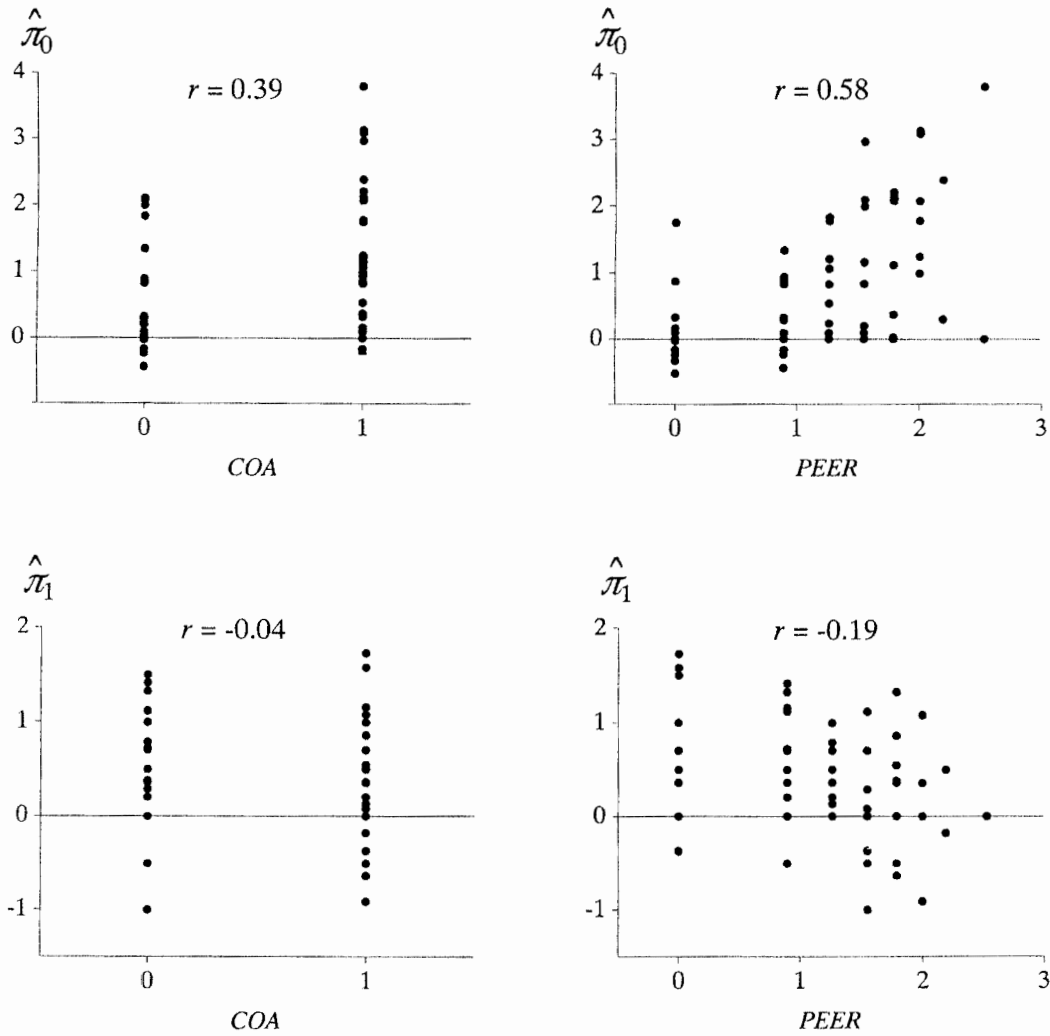 π̂0
r = 0.39
4
3
2
1
0
0 1
COA
π̂0
r = 0.58
4
3
2
1
0
0 1 2 3
PEER
π̂1
r = -0.04
2
1
0
-1
0 1
COA
π̂1
r = -0.19
2
1
0
-1
0 1 2 3
PEER